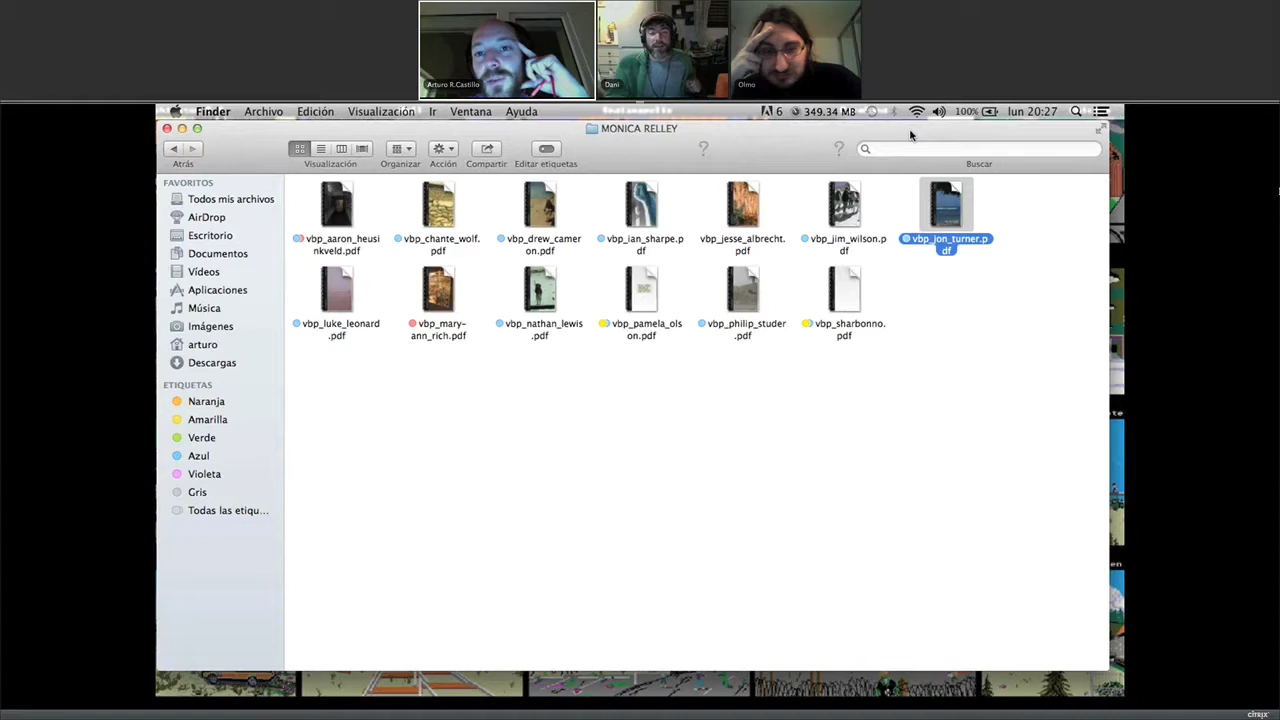 Arturo R.Castillo
Dani
Olmo
Finder Archivo Edición Visualización Ir Ventana Ayuda 6 349.34 MB 100% lun 20:27
MONICA RELLEY
Atrás Visualización Organizar Acción Compartir Editar etiquetas ? ? Buscar
FAVORITOS
Todos mis archivos
AirDrop
Escritorio
Documentos
Vídeos
Aplicaciones
Música
Imágenes
arturo
Descargas
ETIQUETAS
Naranja
Amarilla
Verde
Azul
Violeta
Gris
Todas las etiqu...
vbp_aaron_heusi
nkveld.pdf
vbp_chante_wolf.
pdf
vbp_drew_camer
on.pdf
vbp_ian_sharpe.p
df
vbp_jesse_albrecht.
pdf
vbp_jim_wilson.p
df
vbp_jon_turner.p
df
vbp_luke_leonard
.pdf
vbp_mary-
ann_rich.pdf
vbp_nathan_lewis
.pdf
vbp_pamela_ols
on.pdf
vbp_philip_studer
.pdf
vbp_sharbonno.
pdf
CITRIX